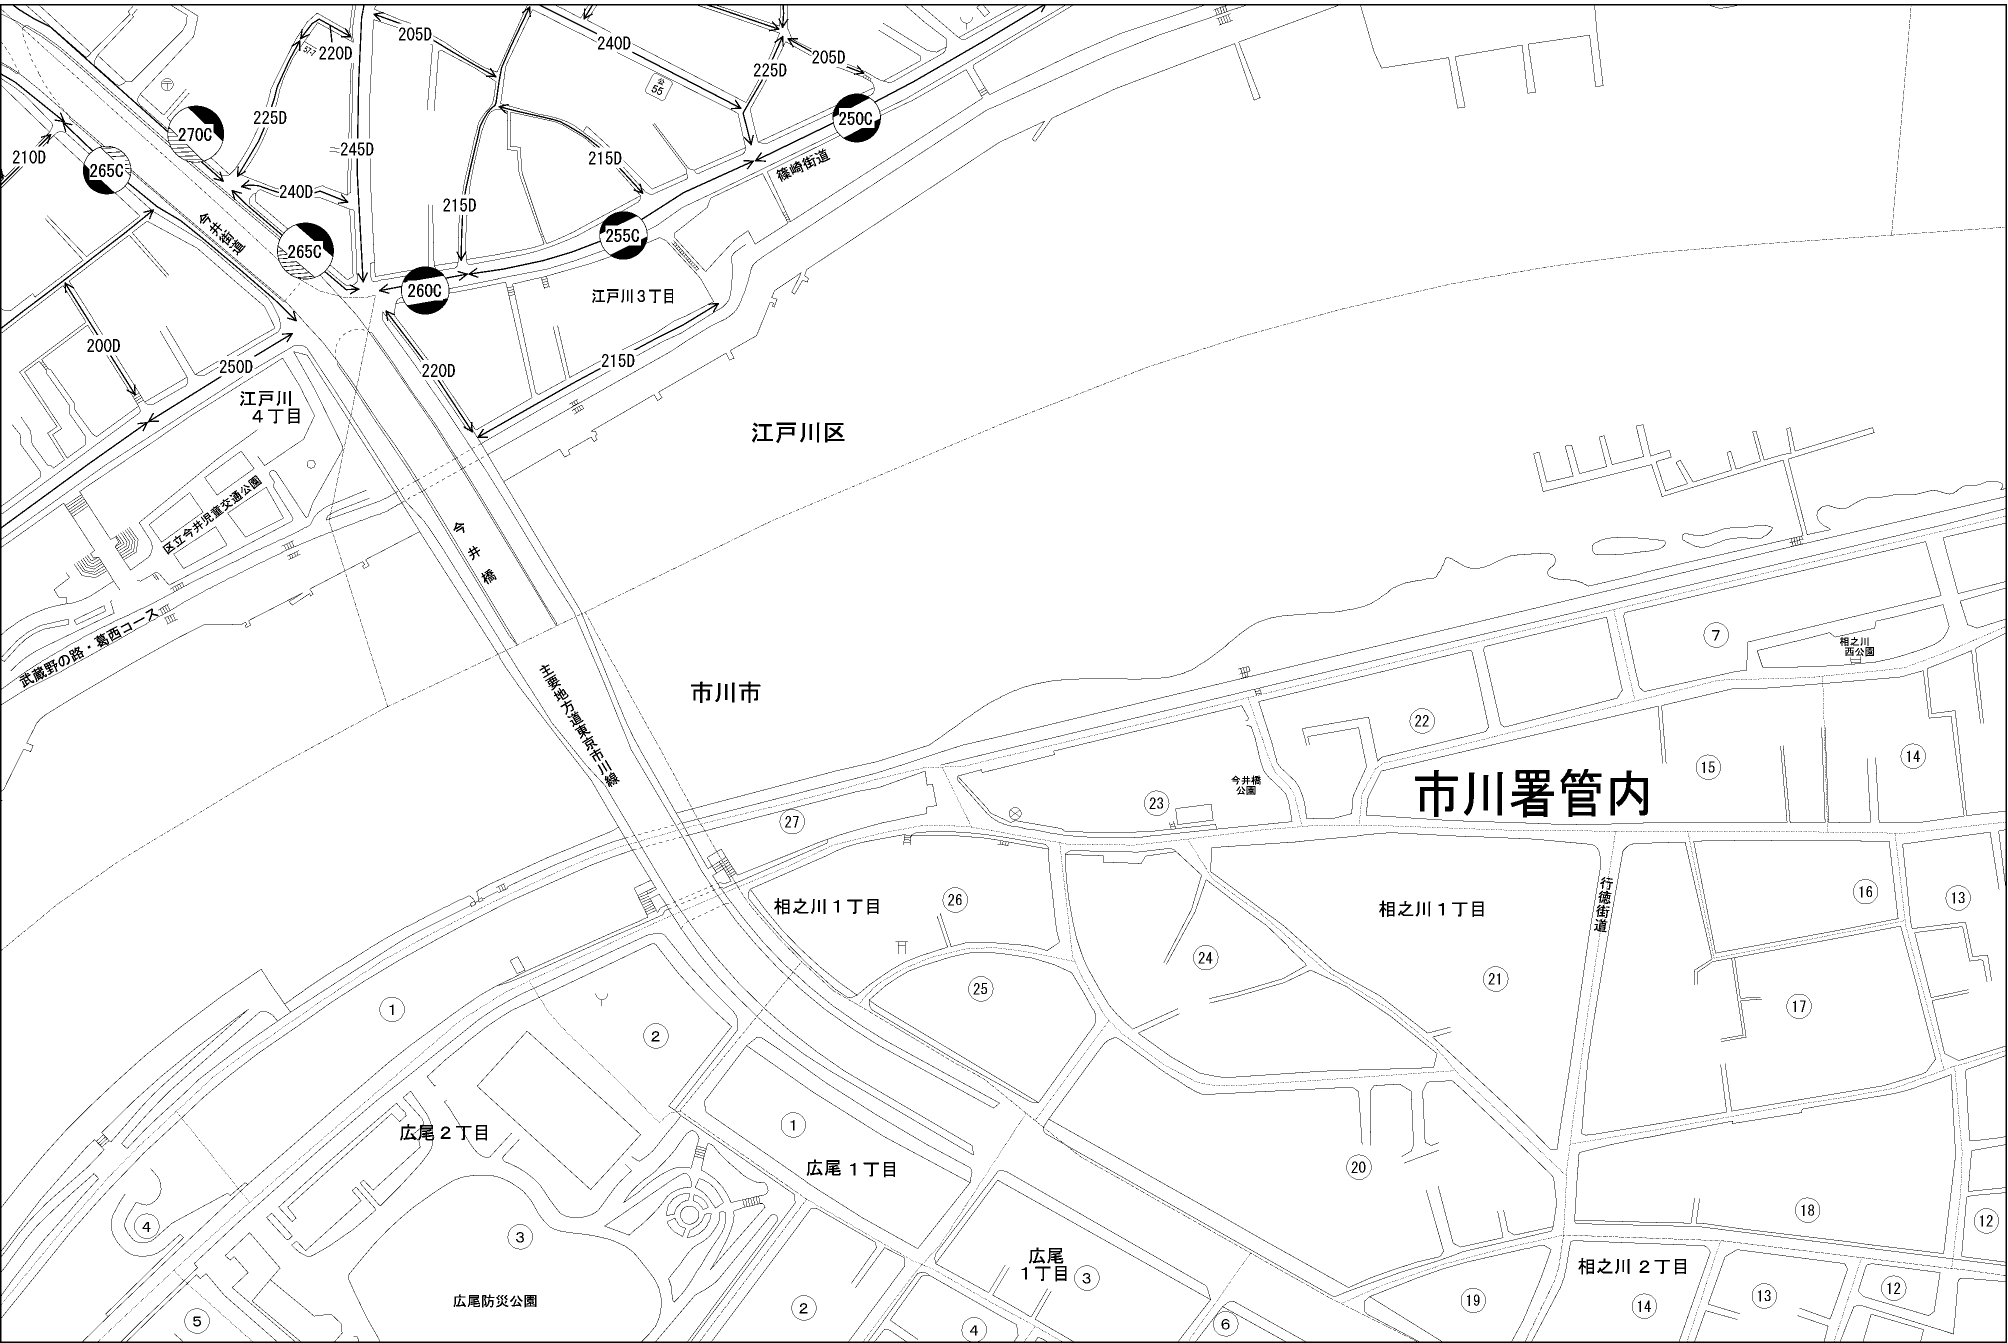 220D
205D
240D
205D
57-7
225D
公
55
225D
270C
250C
210D
265C
245D
215D
240D
215D
篠崎街道
今井街道
265C
255C
260C
江戸川3丁目
200D
250D
220D
215D
江戸川
4丁目
江戸川区
区立今井児童交通公園
今井橋
武蔵野の路・葛西コース
主要地方道東京市川線
市川市
7
相之川
西公園
22
14
15
市川署管内
今井橋
公園
23
27
相之川1丁目
26
相之川1丁目
行徳街道
16
13
24
25
21
17
1
2
広尾2丁目
1
広尾1丁目
20
18
12
4
3
広尾
1丁目
3
相之川2丁目
広尾防災公園
5
2
4
6
19
14
13
12